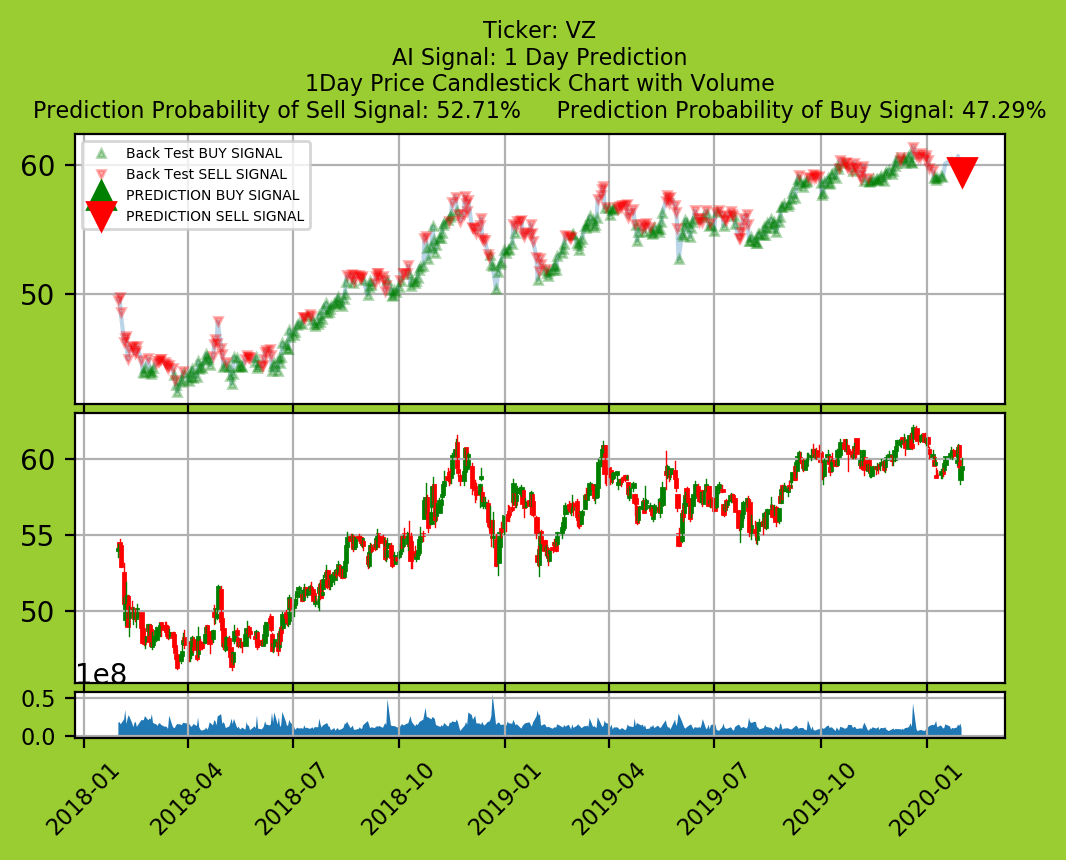 Ticker: VZ
AI Signal: 1 Day Prediction
1Day Price Candlestick Chart with Volume
Prediction Probability of Sell Signal: 52.71%     Prediction Probability of Buy Signal: 47.29%
Back Test BUY SIGNAL
Back Test SELL SIGNAL
PREDICTION BUY SIGNAL
PREDICTION SELL SIGNAL
60
50
60
55
50
1e8
0.5
0.0
2018-01
2018-04
2018-07
2018-10
2019-01
2019-04
2019-07
2019-10
2020-01